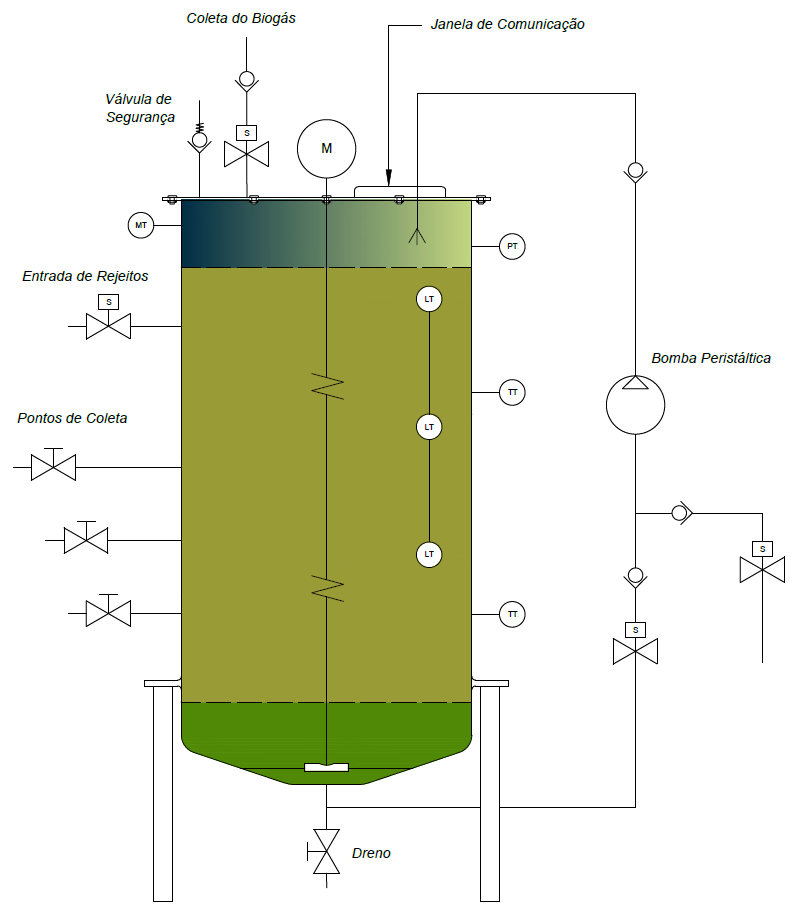 Coleta do Biogás
Janela de Comunicação
Válvula de
Segurança
S
M
MT
PT
Entrada de Rejeitos
S
LT
Bomba Peristáltica
TT
Pontos de Coleta
LT
S
LT
TT
S
Dreno